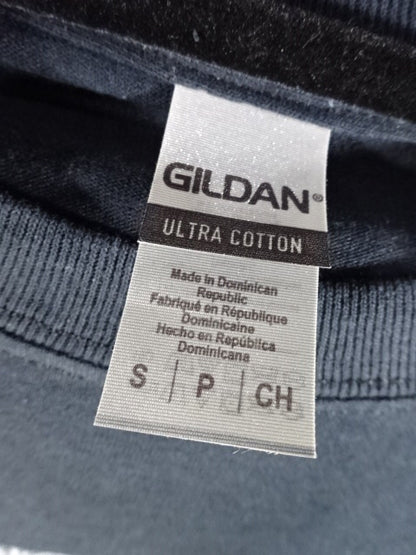 GILDAN®
ULTRA COTTON
Made in Dominican
Republic
Fabriqué en République
Dominicaine
Hecho en República
Dominicana
S | P | CH